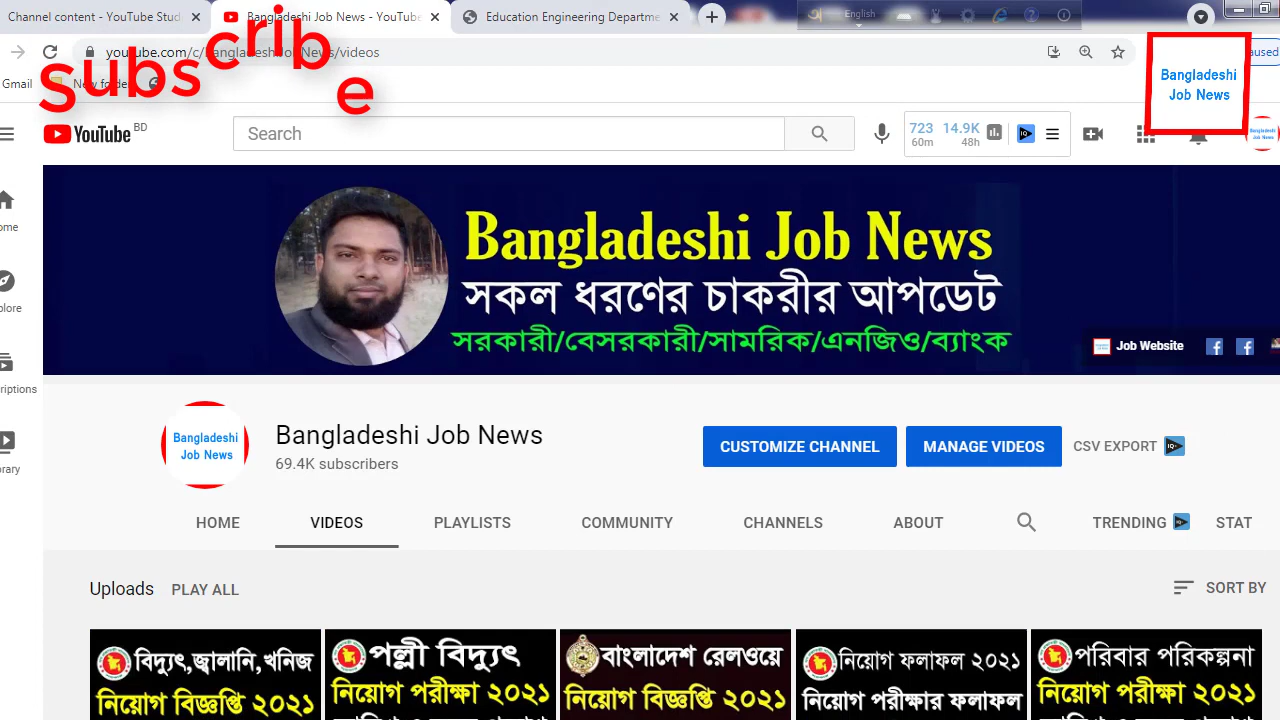 Channel content - YouTube Stud
Bangladeshi Job News - YouTube
Education Engineering Departme
English
youtube.com/c/BangladeshiJobNews/videos
Gmail
New folder
Subscribe
Bangladeshi
Job News
YouTube BD
Search
723 14.9K
60m 48h
Bangladeshi Job News
সকল ধরণের চাকরীর আপডেট
সরকারী/বেসরকারী/সামরিক/এনজিও/ব্যাংক
Job Website
Bangladeshi
Job News
Bangladeshi Job News
69.4K subscribers
CUSTOMIZE CHANNEL
MANAGE VIDEOS
CSV EXPORT
HOME VIDEOS PLAYLISTS COMMUNITY CHANNELS ABOUT TRENDING STAT
Uploads PLAY ALL SORT BY
বিদ্যুৎ,জ্বালানি,খনিজ
নিয়োগ বিজ্ঞপ্তি ২০২১
পল্লী বিদ্যুৎ
নিয়োগ পরীক্ষা ২০২১
বাংলাদেশ রেলওয়ে
নিয়োগ বিজ্ঞপ্তি ২০২১
নিয়োগ ফলাফল ২০২১
নিয়োগ পরীক্ষার ফলাফল
পরিবার পরিকল্পনা
নিয়োগ পরীক্ষা ২০২১